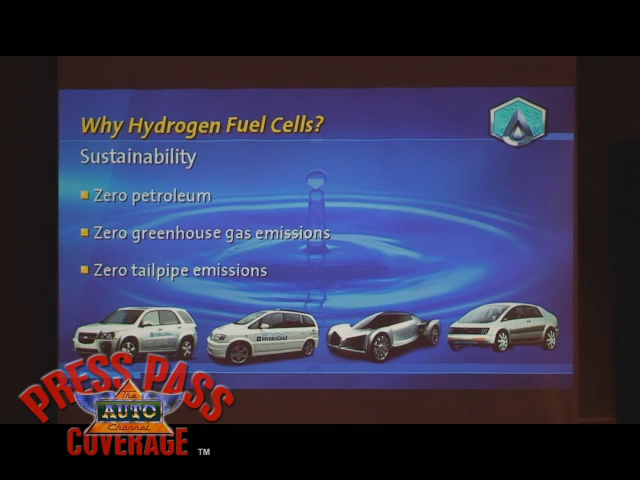 Why Hydrogen Fuel Cells?
Sustainability
Zero petroleum
Zero greenhouse gas emissions
Zero tailpipe emissions
PRESS PASS
The
AUTO
Channel
COVERAGE
TM